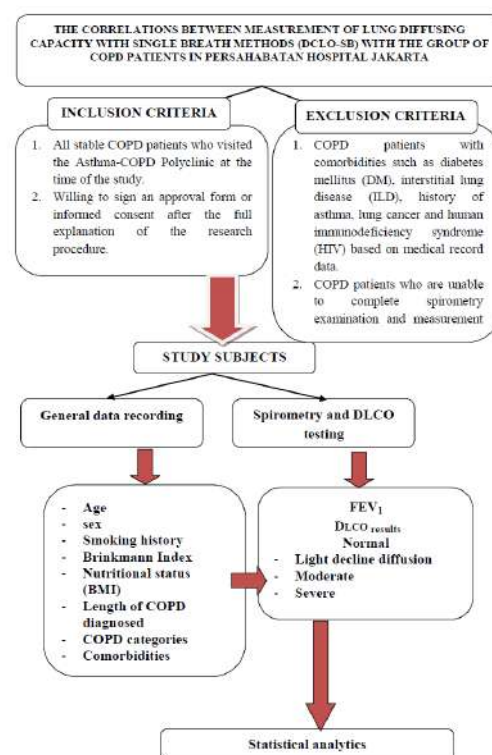 THE CORRELATIONS BETWEEN MEASUREMENT OF LUNG DIFFUSING
CAPACITY WITH SINGLE BREATH METHODS (DCLO-SB) WITH THE GROUP OF
COPD PATIENTS IN PERSAHABATAN HOSPITAL JAKARTA
INCLUSION CRITERIA
1. All stable COPD patients who visited
the Asthma-COPD Polyclinic at the
time of the study.
2. Willing to sign an approval form or
informed consent after the full
explanation of the research
procedure.
EXCLUSION CRITERIA
1. COPD patients with
comorbidities such as diabetes
mellitus (DM), interstitial lung
disease (ILD), history of
asthma, lung cancer and human
immunodeficiency syndrome
(HIV) based on medical record
data.
2. COPD patients who are unable
to complete spirometry
examination and measurement
STUDY SUBJECTS
General data recording
Spirometry and DLCO
testing
- Age
- sex
- Smoking history
- Brinkmann Index
- Nutritional status
(BMI)
- Length of COPD
diagnosed
- COPD categories
- Comorbidities
FEV1
DLCO results
Normal
- Light decline diffusion
- Moderate
- Severe
Statistical analytics